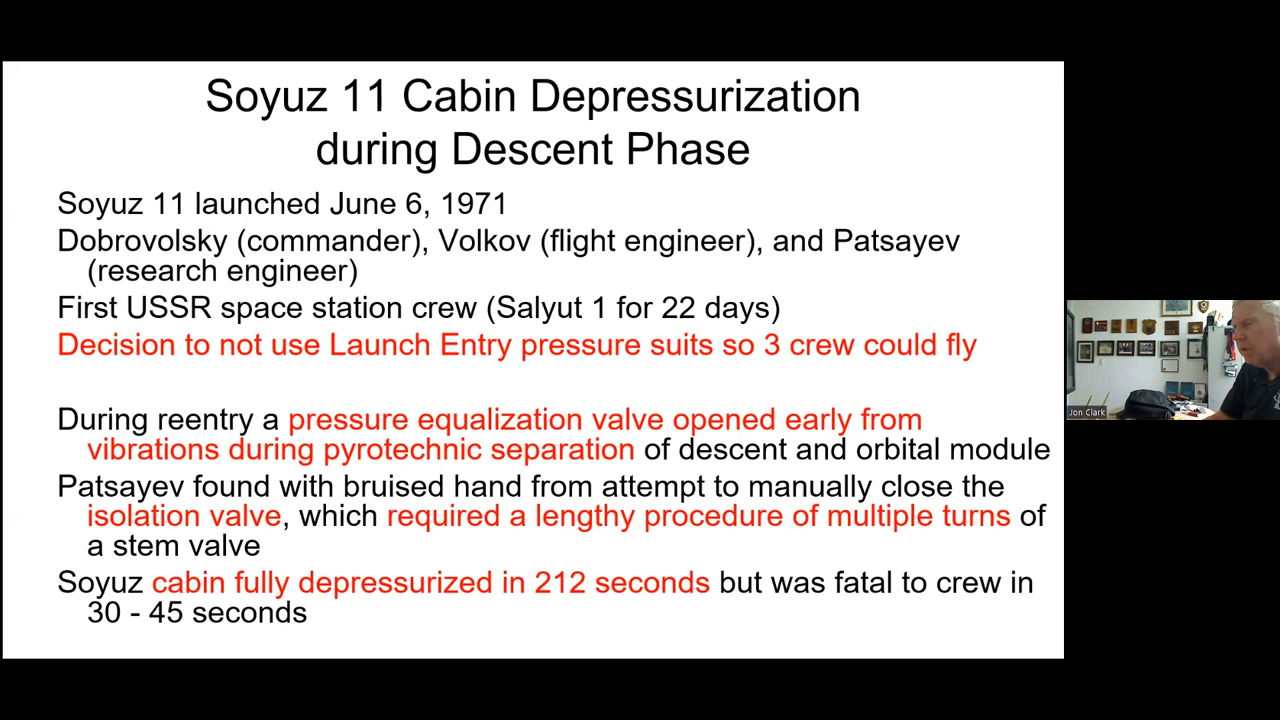 Soyuz 11 Cabin Depressurization
during Descent Phase
Soyuz 11 launched June 6, 1971
Dobrovolsky (commander), Volkov (flight engineer), and Patsayev
(research engineer)
First USSR space station crew (Salyut 1 for 22 days)
Decision to not use Launch Entry pressure suits so 3 crew could fly
During reentry a pressure equalization valve opened early from
vibrations during pyrotechnic separation of descent and orbital module
Patsayev found with bruised hand from attempt to manually close the
isolation valve, which required a lengthy procedure of multiple turns of
a stem valve
Soyuz cabin fully depressurized in 212 seconds but was fatal to crew in
30 - 45 seconds
Jon Clark